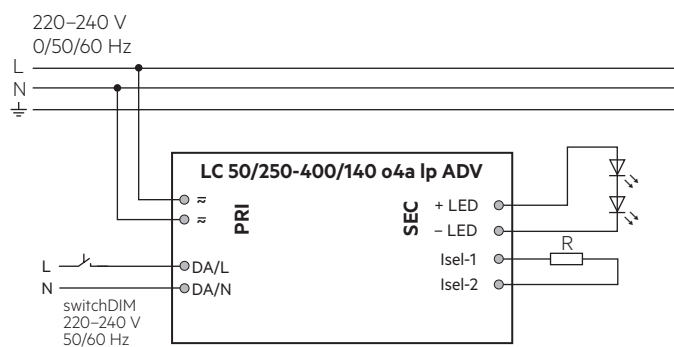 220–240 V
0/50/60 Hz
L
N
LC 50/250-400/140 o4a lp ADV
PRI
SEC
+ LED
– LED
Isel-1
R
Isel-2
L
DA/L
N
DA/N
switchDIM
220–240 V
50/60 Hz